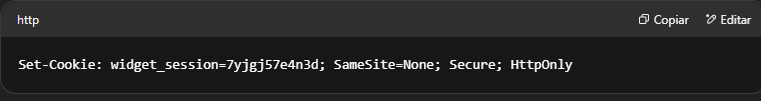 http
Copiar
Editar
Set-Cookie: widget_session=7yjgj57e4n3d; SameSite=None; Secure; HttpOnly